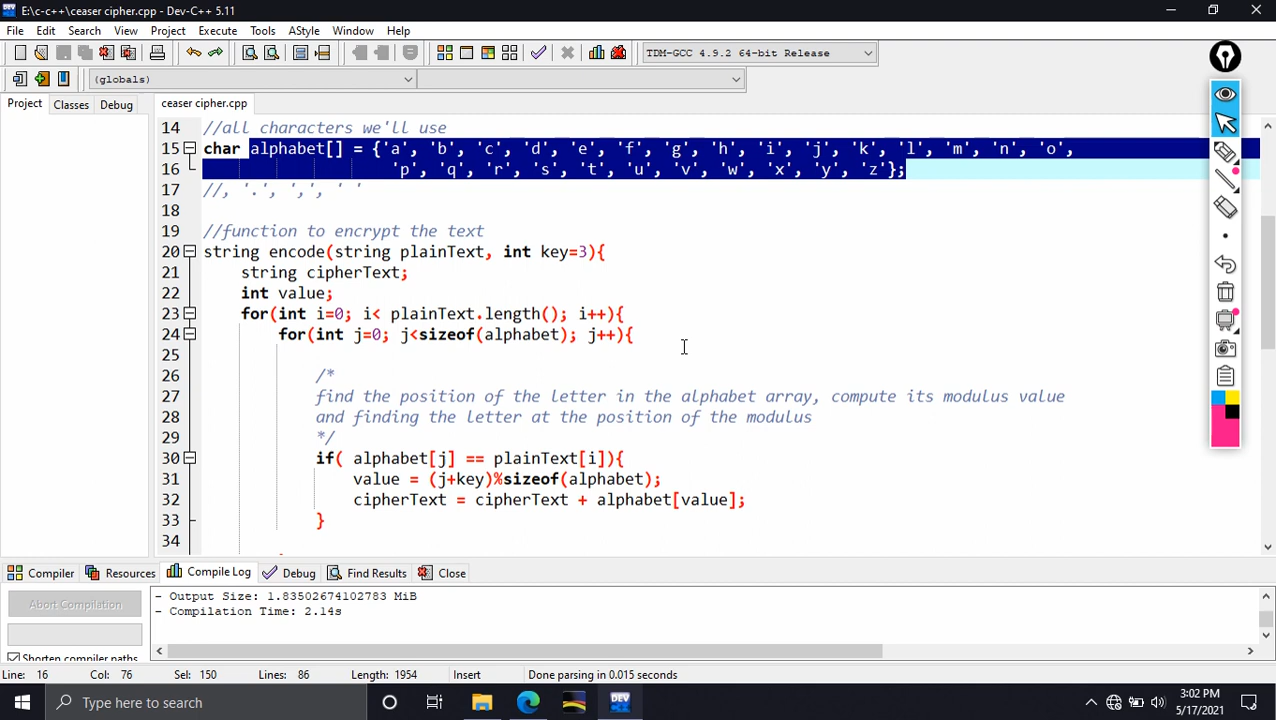 E:\c-c++\ceaser cipher.cpp - Dev-C++ 5.11
File Edit Search View Project Execute Tools AStyle Window Help
TDM-GCC 4.9.2 64-bit Release
(globals)
Project Classes Debug ceaser cipher.cpp
14 //all characters we'll use
15 char alphabet[] = {'a', 'b', 'c', 'd', 'e', 'f', 'g', 'h', 'i', 'j', 'k', 'l', 'm', 'n', 'o',
16 'p', 'q', 'r', 's', 't', 'u', 'v', 'w', 'x', 'y', 'z'};
17 //, '.', ',', ' '
18
19 //function to encrypt the text
20 string encode(string plainText, int key=3){
21 string cipherText;
22 int value;
23 for(int i=0; i< plainText.length(); i++){
24 for(int j=0; j<sizeof(alphabet); j++){
25
26 /*
27 find the position of the letter in the alphabet array, compute its modulus value
28 and finding the letter at the position of the modulus
29 */
30 if( alphabet[j] == plainText[i]){
31 value = (j+key)%sizeof(alphabet);
32 cipherText = cipherText + alphabet[value];
33 }
34
Compiler Resources Compile Log Debug Find Results Close
Abort Compilation
Shorten compiler paths
- Output Size: 1.83502674102783 MiB
- Compilation Time: 2.14s
Line: 16 Col: 76 Sel: 150 Lines: 86 Length: 1954 Insert Done parsing in 0.015 seconds
Type here to search
DEV
3:02 PM
5/17/2021